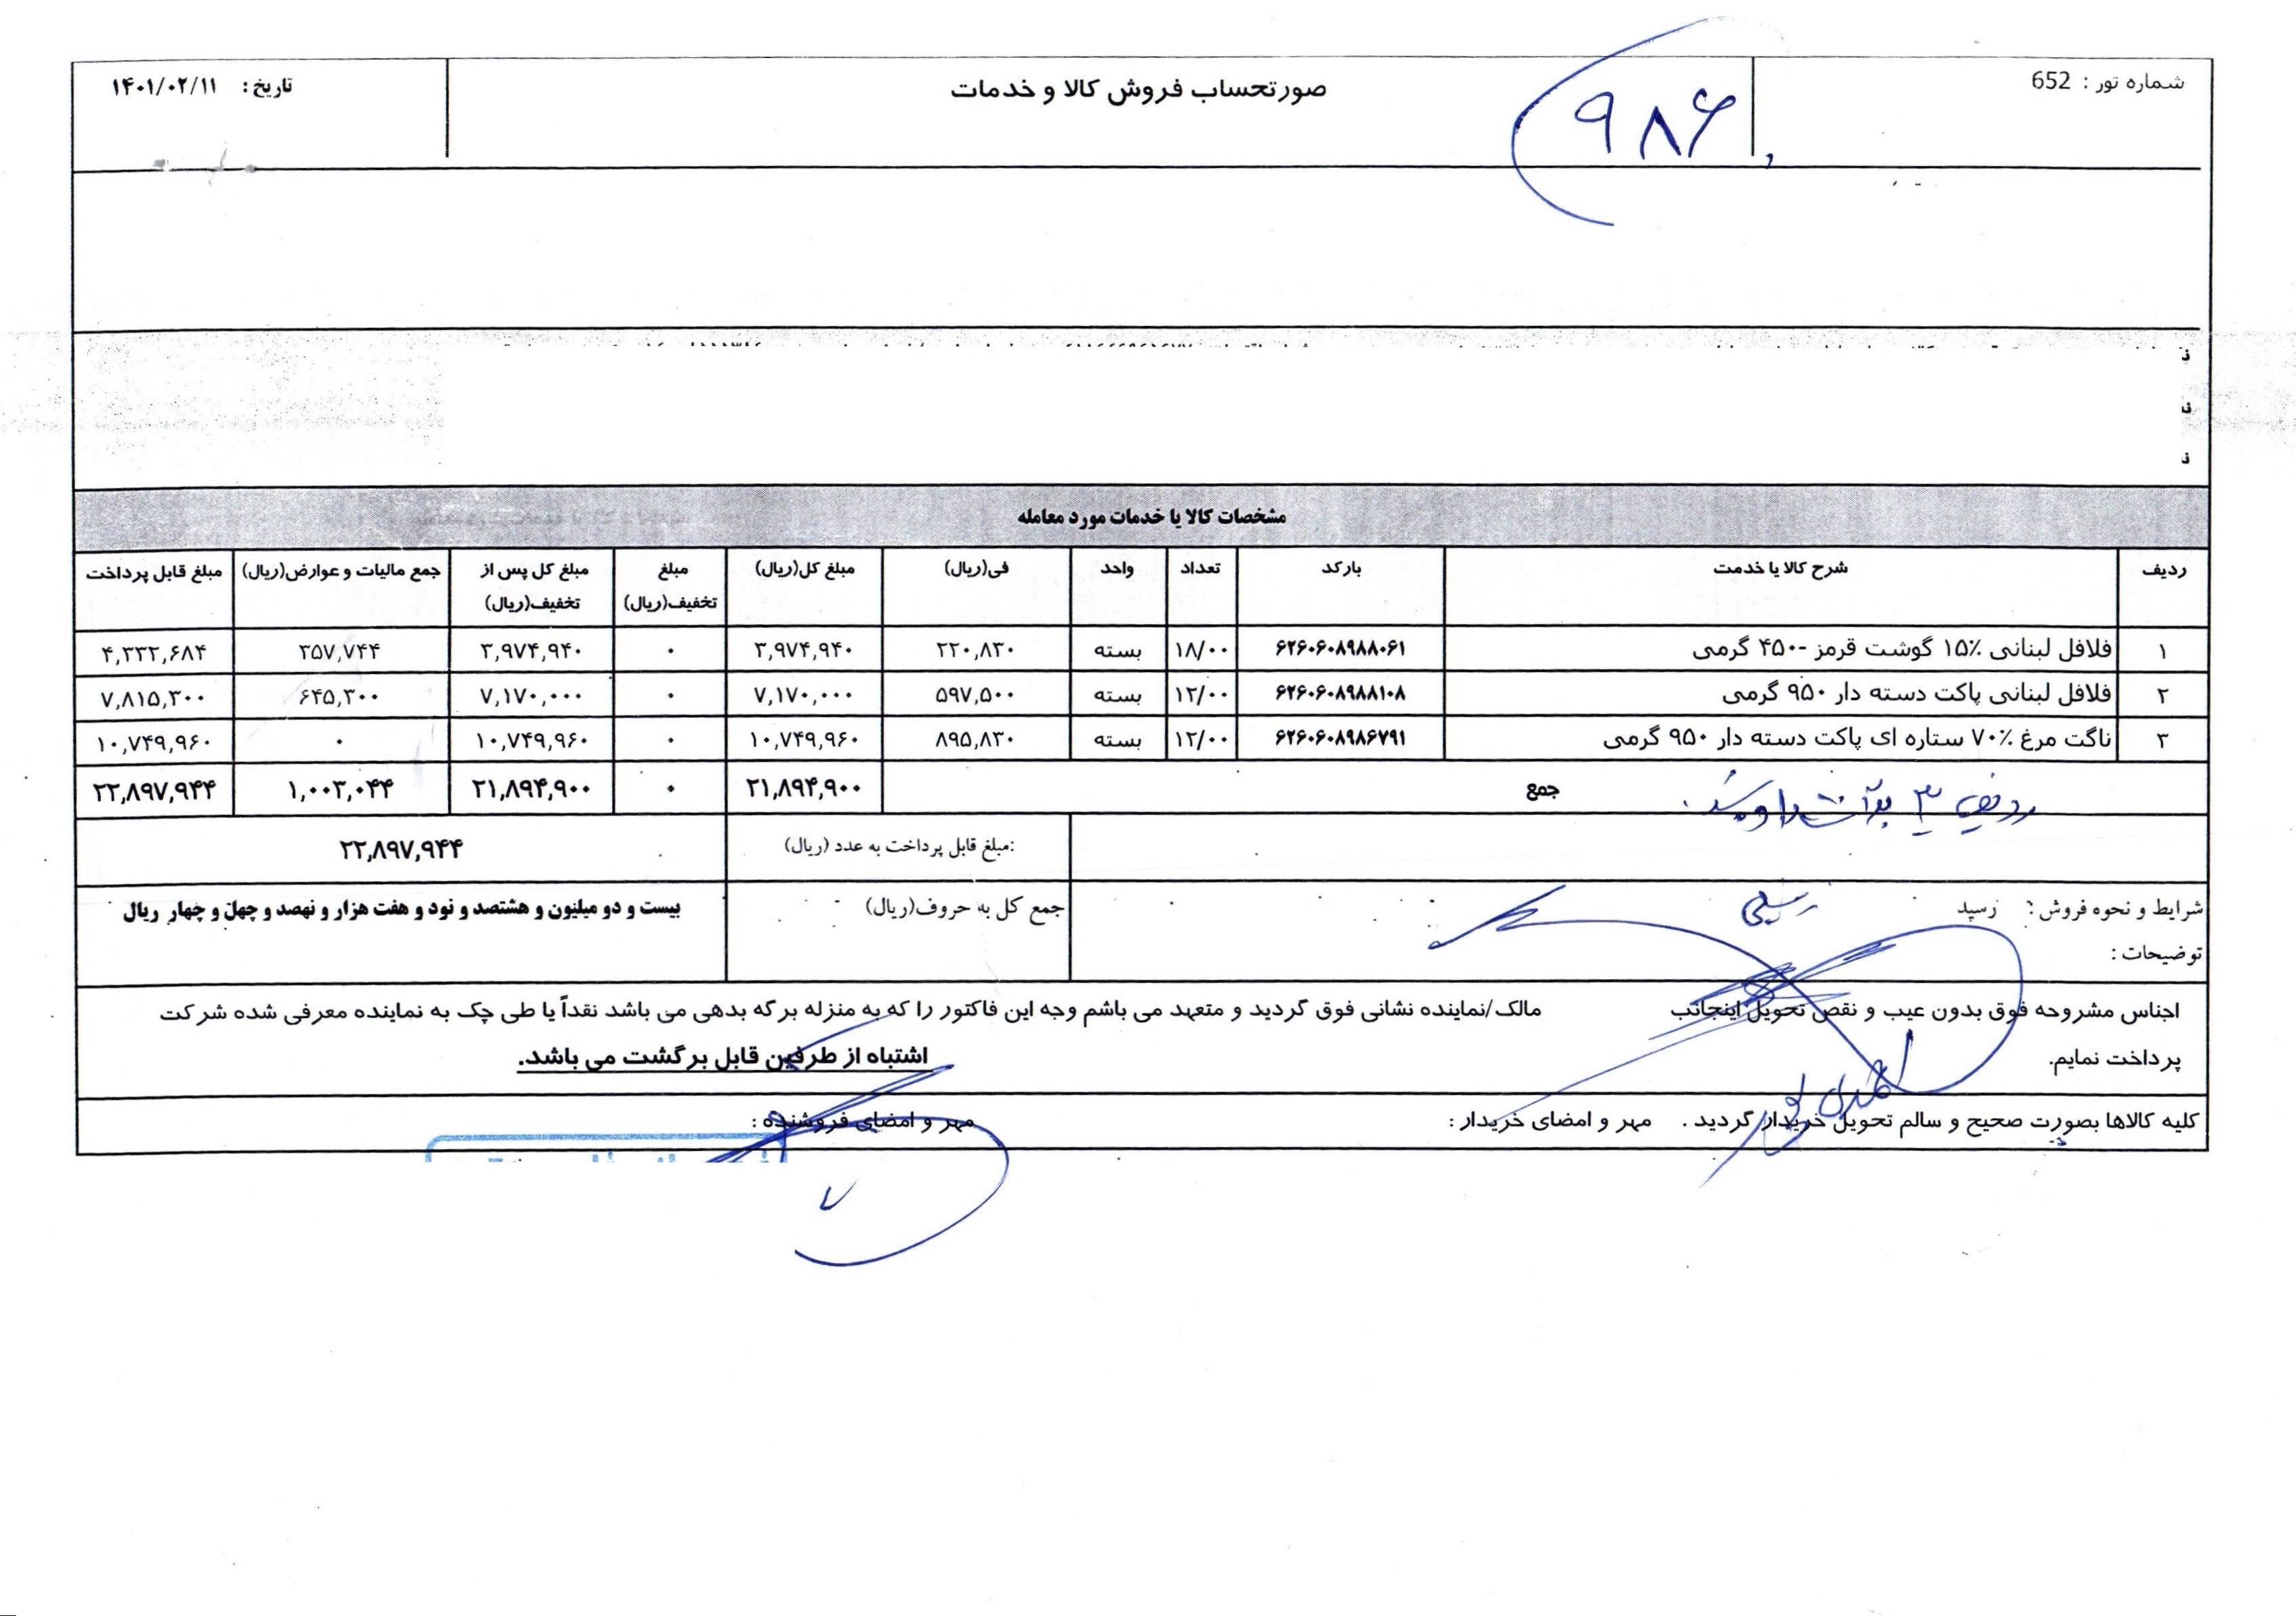 شماره تور : 652
صورتحساب فروش کالا و خدمات
تاریخ : ۱۴۰۱/۰۲/۱۱
۹۸۶
مشخصات کالا یا خدمات مورد معامله
ردیف شرح کالا یا خدمت بارکد تعداد واحد فی(ریال) مبلغ کل(ریال) مبلغ تخفیف(ریال) مبلغ کل پس از تخفیف(ریال) جمع مالیات و عوارض(ریال) مبلغ قابل پرداخت
۱ فلافل لبنانی ۱۵٪ گوشت قرمز -۴۵۰ گرمی ۶۲۶۰۶۰۸۹۸۸۰۶۱ ۱۸/۰۰ بسته ۲۲۰,۸۳۰ ۳,۹۷۴,۹۴۰ ۰ ۳,۹۷۴,۹۴۰ ۳۵۷,۷۴۴ ۴,۳۳۲,۶۸۴
۲ فلافل لبنانی پاکت دسته دار ۹۵۰ گرمی ۶۲۶۰۶۰۸۹۸۸۱۰۸ ۱۲/۰۰ بسته ۵۹۷,۵۰۰ ۷,۱۷۰,۰۰۰ ۰ ۷,۱۷۰,۰۰۰ ۶۴۵,۳۰۰ ۷,۸۱۵,۳۰۰
۳ ناگت مرغ ۷۰٪ ستاره ای پاکت دسته دار ۹۵۰ گرمی ۶۲۶۰۶۰۸۹۸۶۷۹۱ ۱۲/۰۰ بسته ۸۹۵,۸۳۰ ۱۰,۷۴۹,۹۶۰ ۰ ۱۰,۷۴۹,۹۶۰ ۰ ۱۰,۷۴۹,۹۶۰
جمع ۲۱,۸۹۴,۹۰۰ ۰ ۲۱,۸۹۴,۹۰۰ ۱,۰۰۳,۰۴۴ ۲۲,۸۹۷,۹۴۴
ردیف ۳
مبلغ قابل پرداخت به عدد (ریال): ۲۲,۸۹۷,۹۴۴
شرایط و نحوه فروش : رسید
جمع کل به حروف(ریال) بیست و دو میلیون و هشتصد و نود و هفت هزار و نهصد و چهل و چهار ریال
توضیحات :
اجناس مشروحه فوق بدون عیب و نقص تحویل اینجانب مالک/نماینده نشانی فوق گردید و متعهد می باشم وجه این فاکتور را که به منزله برگه بدهی می باشد نقداً یا طی چک به نماینده معرفی شده شرکت
پرداخت نمایم. اشتباه از طرفین قابل برگشت می باشد.
کلیه کالاها بصورت صحیح و سالم تحویل خریدار گردید . مهر و امضای خریدار : مهر و امضای فروشنده :